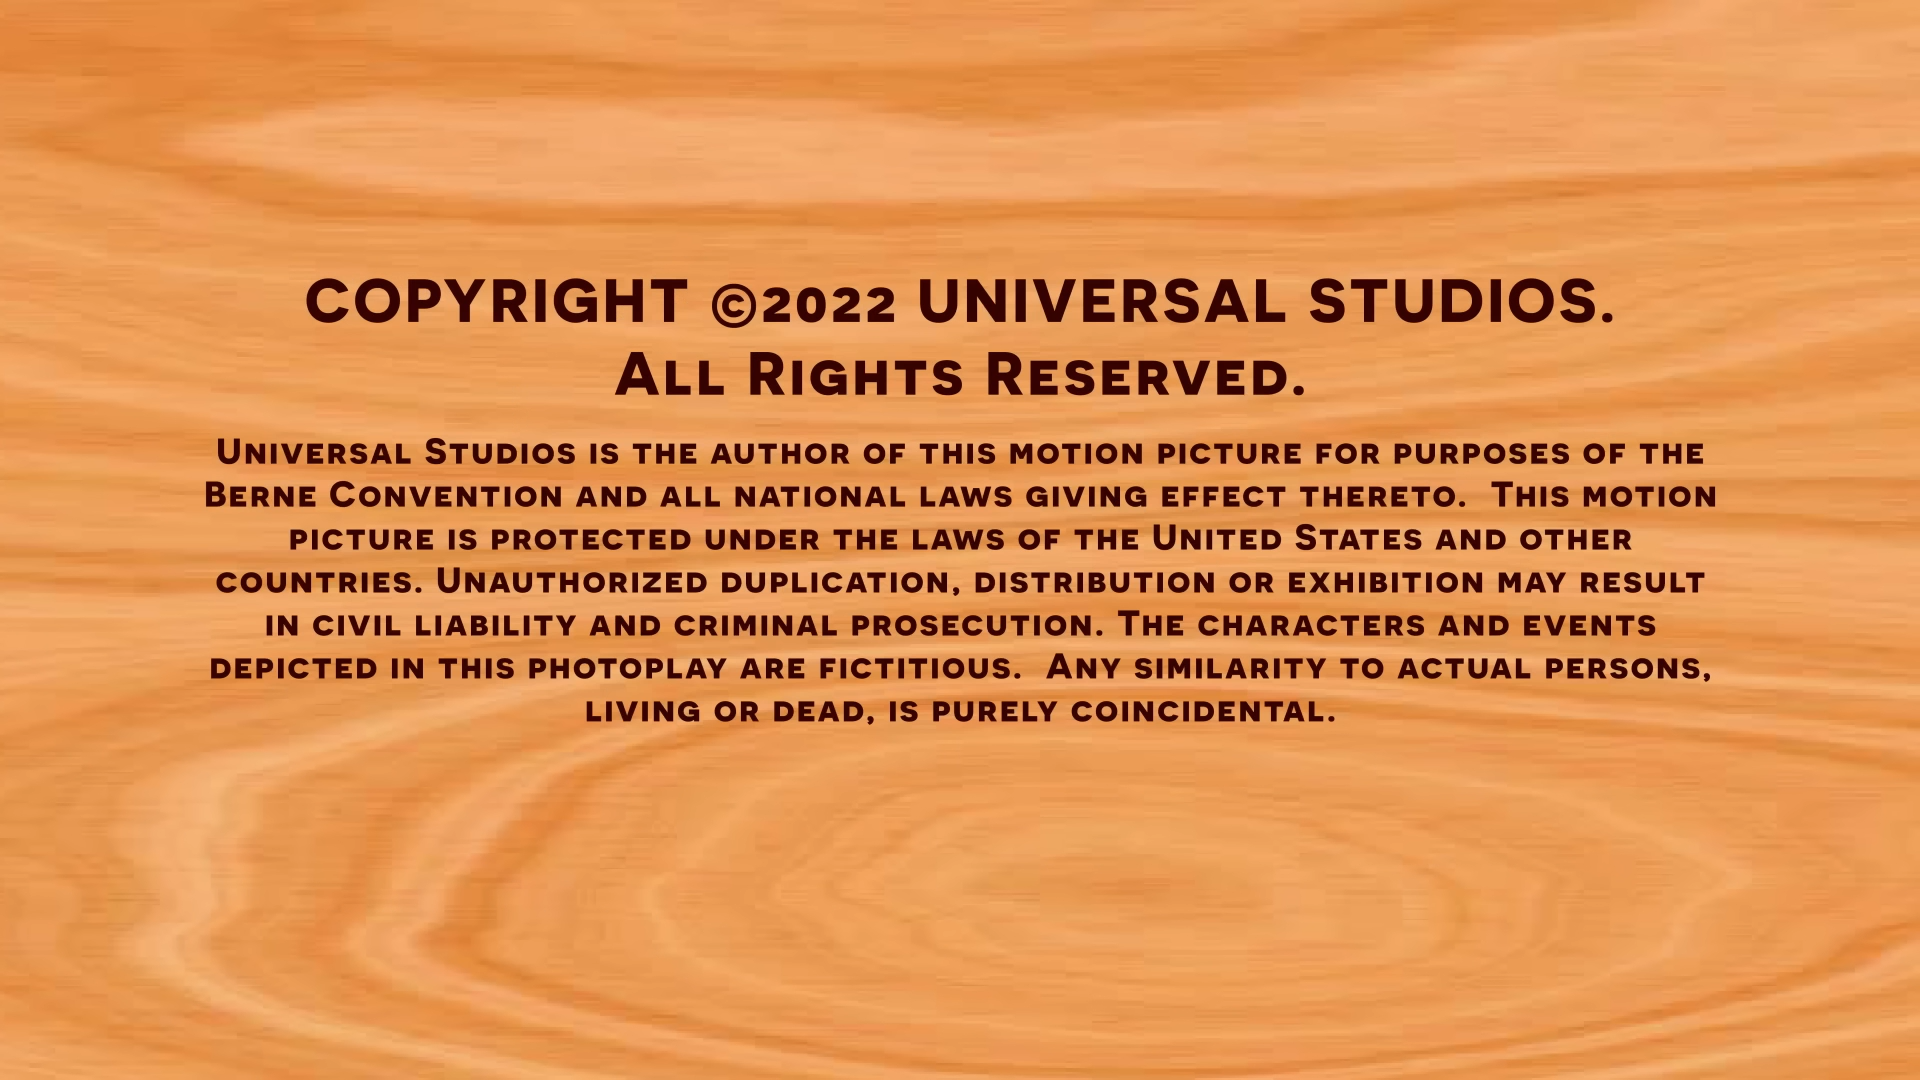 COPYRIGHT ©2022 UNIVERSAL STUDIOS.
All Rights Reserved.
Universal Studios is the author of this motion picture for purposes of the
Berne Convention and all national laws giving effect thereto.  This motion
picture is protected under the laws of the United States and other
countries. Unauthorized duplication, distribution or exhibition may result
in civil liability and criminal prosecution. The characters and events
depicted in this photoplay are fictitious.  Any similarity to actual persons,
living or dead, is purely coincidental.